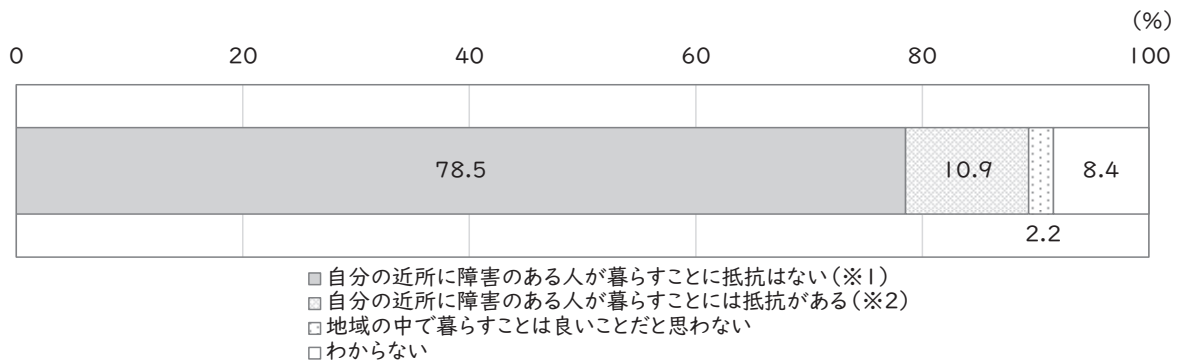 (%)
0 20 40 60 80 100
78.5 10.9 8.4
2.2
自分の近所に障害のある人が暮らすことに抵抗はない(※1)
自分の近所に障害のある人が暮らすことには抵抗がある(※2)
地域の中で暮らすことは良いことだと思わない
わからない